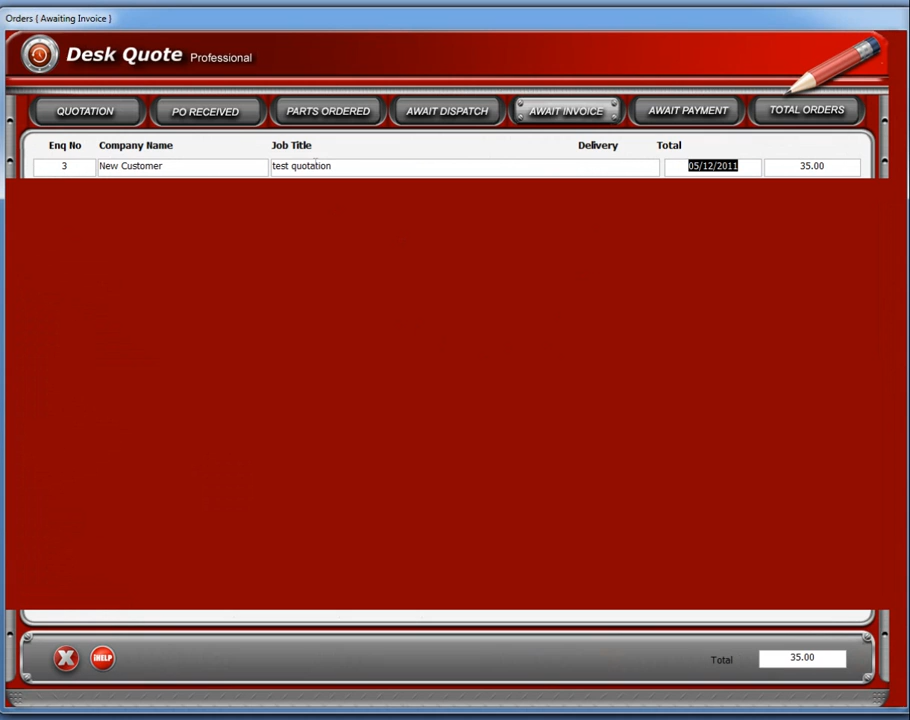 Orders ( Awaiting Invoice )
Desk Quote Professional
QUOTATION PO RECEIVED PARTS ORDERED AWAIT DISPATCH AWAIT INVOICE AWAIT PAYMENT TOTAL ORDERS
Enq No Company Name Job Title Delivery Total
3 New Customer test quotation 05/12/2011 35.00
HELP Total 35.00